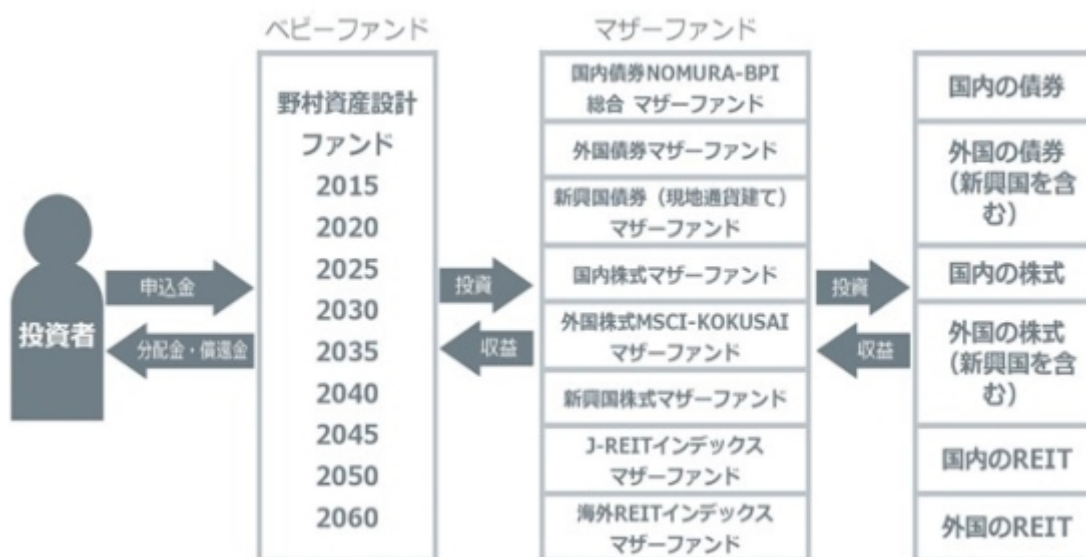 ベビーファンド
マザーファンド
投資者
申込金
分配金・償還金
野村資産設計
ファンド
2015
2020
2025
2030
2035
2040
2045
2050
2060
投資
収益
国内債券NOMURA-BPI
総合 マザーファンド
外国債券マザーファンド
新興国債券（現地通貨建て）
マザーファンド
国内株式マザーファンド
外国株式MSCI-KOKUSAI
マザーファンド
新興国株式マザーファンド
J-REITインデックス
マザーファンド
海外REITインデックス
マザーファンド
投資
収益
国内の債券
外国の債券
（新興国を含
む）
国内の株式
外国の株式
（新興国を含
む）
国内のREIT
外国のREIT